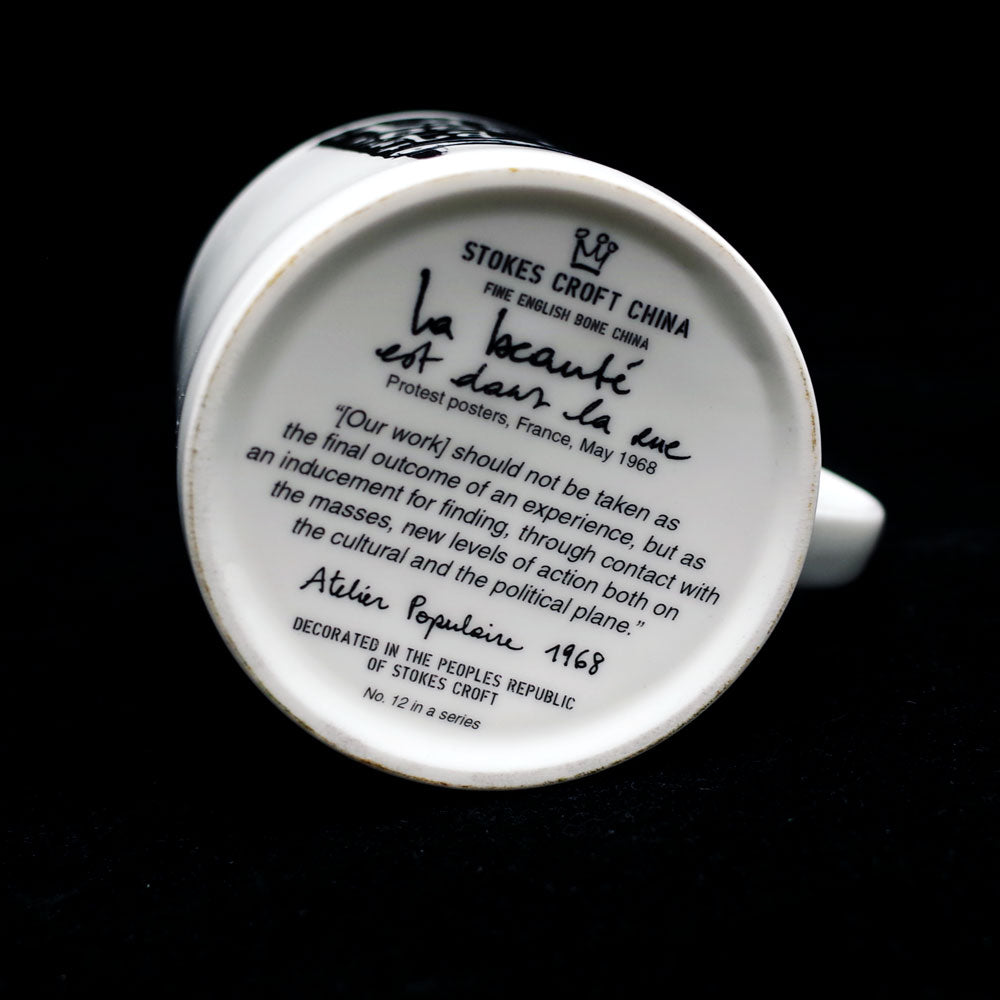 STOKES CROFT CHINA
FINE ENGLISH BONE CHINA
La beauté
est dans la rue
Protest posters, France, May 1968
“[Our work] should not be taken as
the final outcome of an experience, but as
an inducement for finding, through contact with
the masses, new levels of action both on
the cultural and the political plane.”
Atelier Populaire 1968
DECORATED IN THE PEOPLES REPUBLIC
OF STOKES CROFT
No. 12 in a series